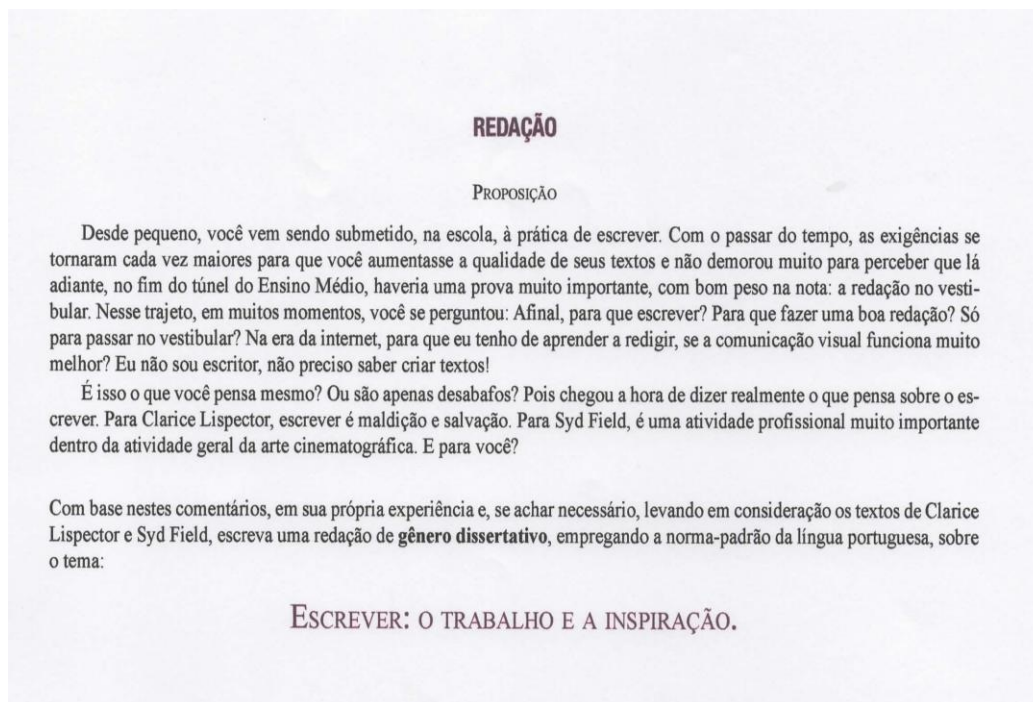 REDAÇÃO
PROPOSIÇÃO
Desde pequeno, você vem sendo submetido, na escola, à prática de escrever. Com o passar do tempo, as exigências se
tornaram cada vez maiores para que você aumentasse a qualidade de seus textos e não demorou muito para perceber que lá
adiante, no fim do túnel do Ensino Médio, haveria uma prova muito importante, com bom peso na nota: a redação no vesti-
bular. Nesse trajeto, em muitos momentos, você se perguntou: Afinal, para que escrever? Para que fazer uma boa redação? Só
para passar no vestibular? Na era da internet, para que eu tenho de aprender a redigir, se a comunicação visual funciona muito
melhor? Eu não sou escritor, não preciso saber criar textos!
É isso o que você pensa mesmo? Ou são apenas desabafos? Pois chegou a hora de dizer realmente o que pensa sobre o es-
crever. Para Clarice Lispector, escrever é maldição e salvação. Para Syd Field, é uma atividade profissional muito importante
dentro da atividade geral da arte cinematográfica. E para você?
Com base nestes comentários, em sua própria experiência e, se achar necessário, levando em consideração os textos de Clarice
Lispector e Syd Field, escreva uma redação de gênero dissertativo, empregando a norma-padrão da língua portuguesa, sobre
o tema:
ESCREVER: O TRABALHO E A INSPIRAÇÃO.